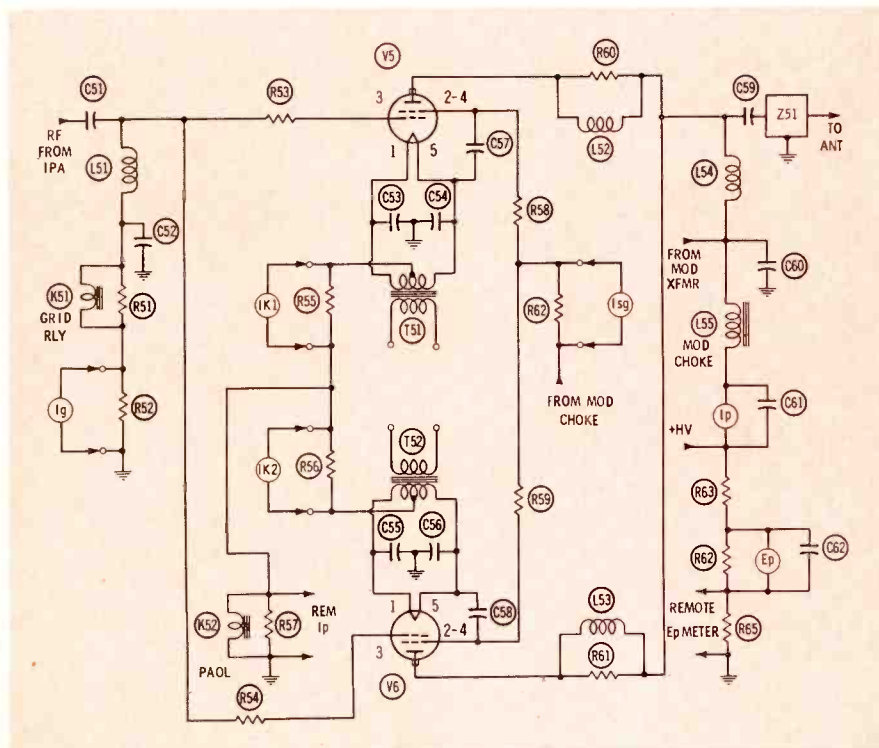 V5
R60
C51
R53
3
2-4
C59
Z51
TO
ANT
RF
FROM
IPA
L51
1
5
C57
L52
L54
C53
C54
C52
R58
FROM
MOD
XFMR
C60
K51
GRID
RLY
R51
IK1
R55
T51
R62
Isg
L55
MOD
CHOKE
Ig
R52
FROM MOD
CHOKE
Ip
C61
+HV
T52
IK2
R56
R59
R63
C55
C56
R62
Ep
C62
K52
R57
REM
Ip
1
5
C58
L53
REMOTE
Ep METER
R65
PAOL
3
2-4
R61
R54
V6